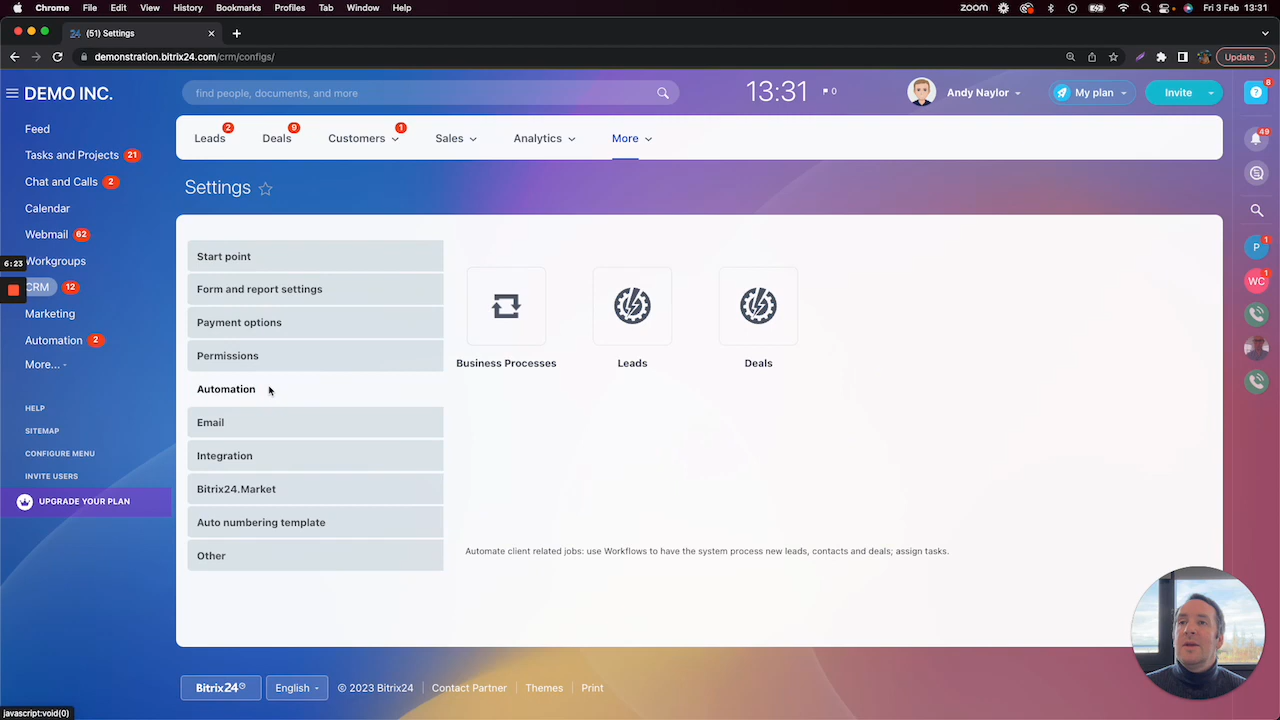 Chrome File Edit View History Bookmarks Profiles Tab Window Help zoom Fri 3 Feb 13:31
24 (51) Settings
demonstration.bitrix24.com/crm/configs/ Update
DEMO INC. find people, documents, and more 13:31 0 Andy Naylor My plan Invite ? 8
Feed
Tasks and Projects 21
Chat and Calls 2
Calendar
Webmail 62
6:23 Workgroups
CRM 12
Marketing
Automation 2
More...
HELP
SITEMAP
CONFIGURE MENU
INVITE USERS
UPGRADE YOUR PLAN
Leads 2 Deals 9 Customers 1 Sales Analytics More
Settings
Start point
Form and report settings
Payment options
Permissions
Automation
Email
Integration
Bitrix24.Market
Auto numbering template
Other
Business Processes Leads Deals
Automate client related jobs: use Workflows to have the system process new leads, contacts and deals; assign tasks.
49
P 1
WC 1
Bitrix24 English © 2023 Bitrix24 Contact Partner Themes Print
javascript:void(0)